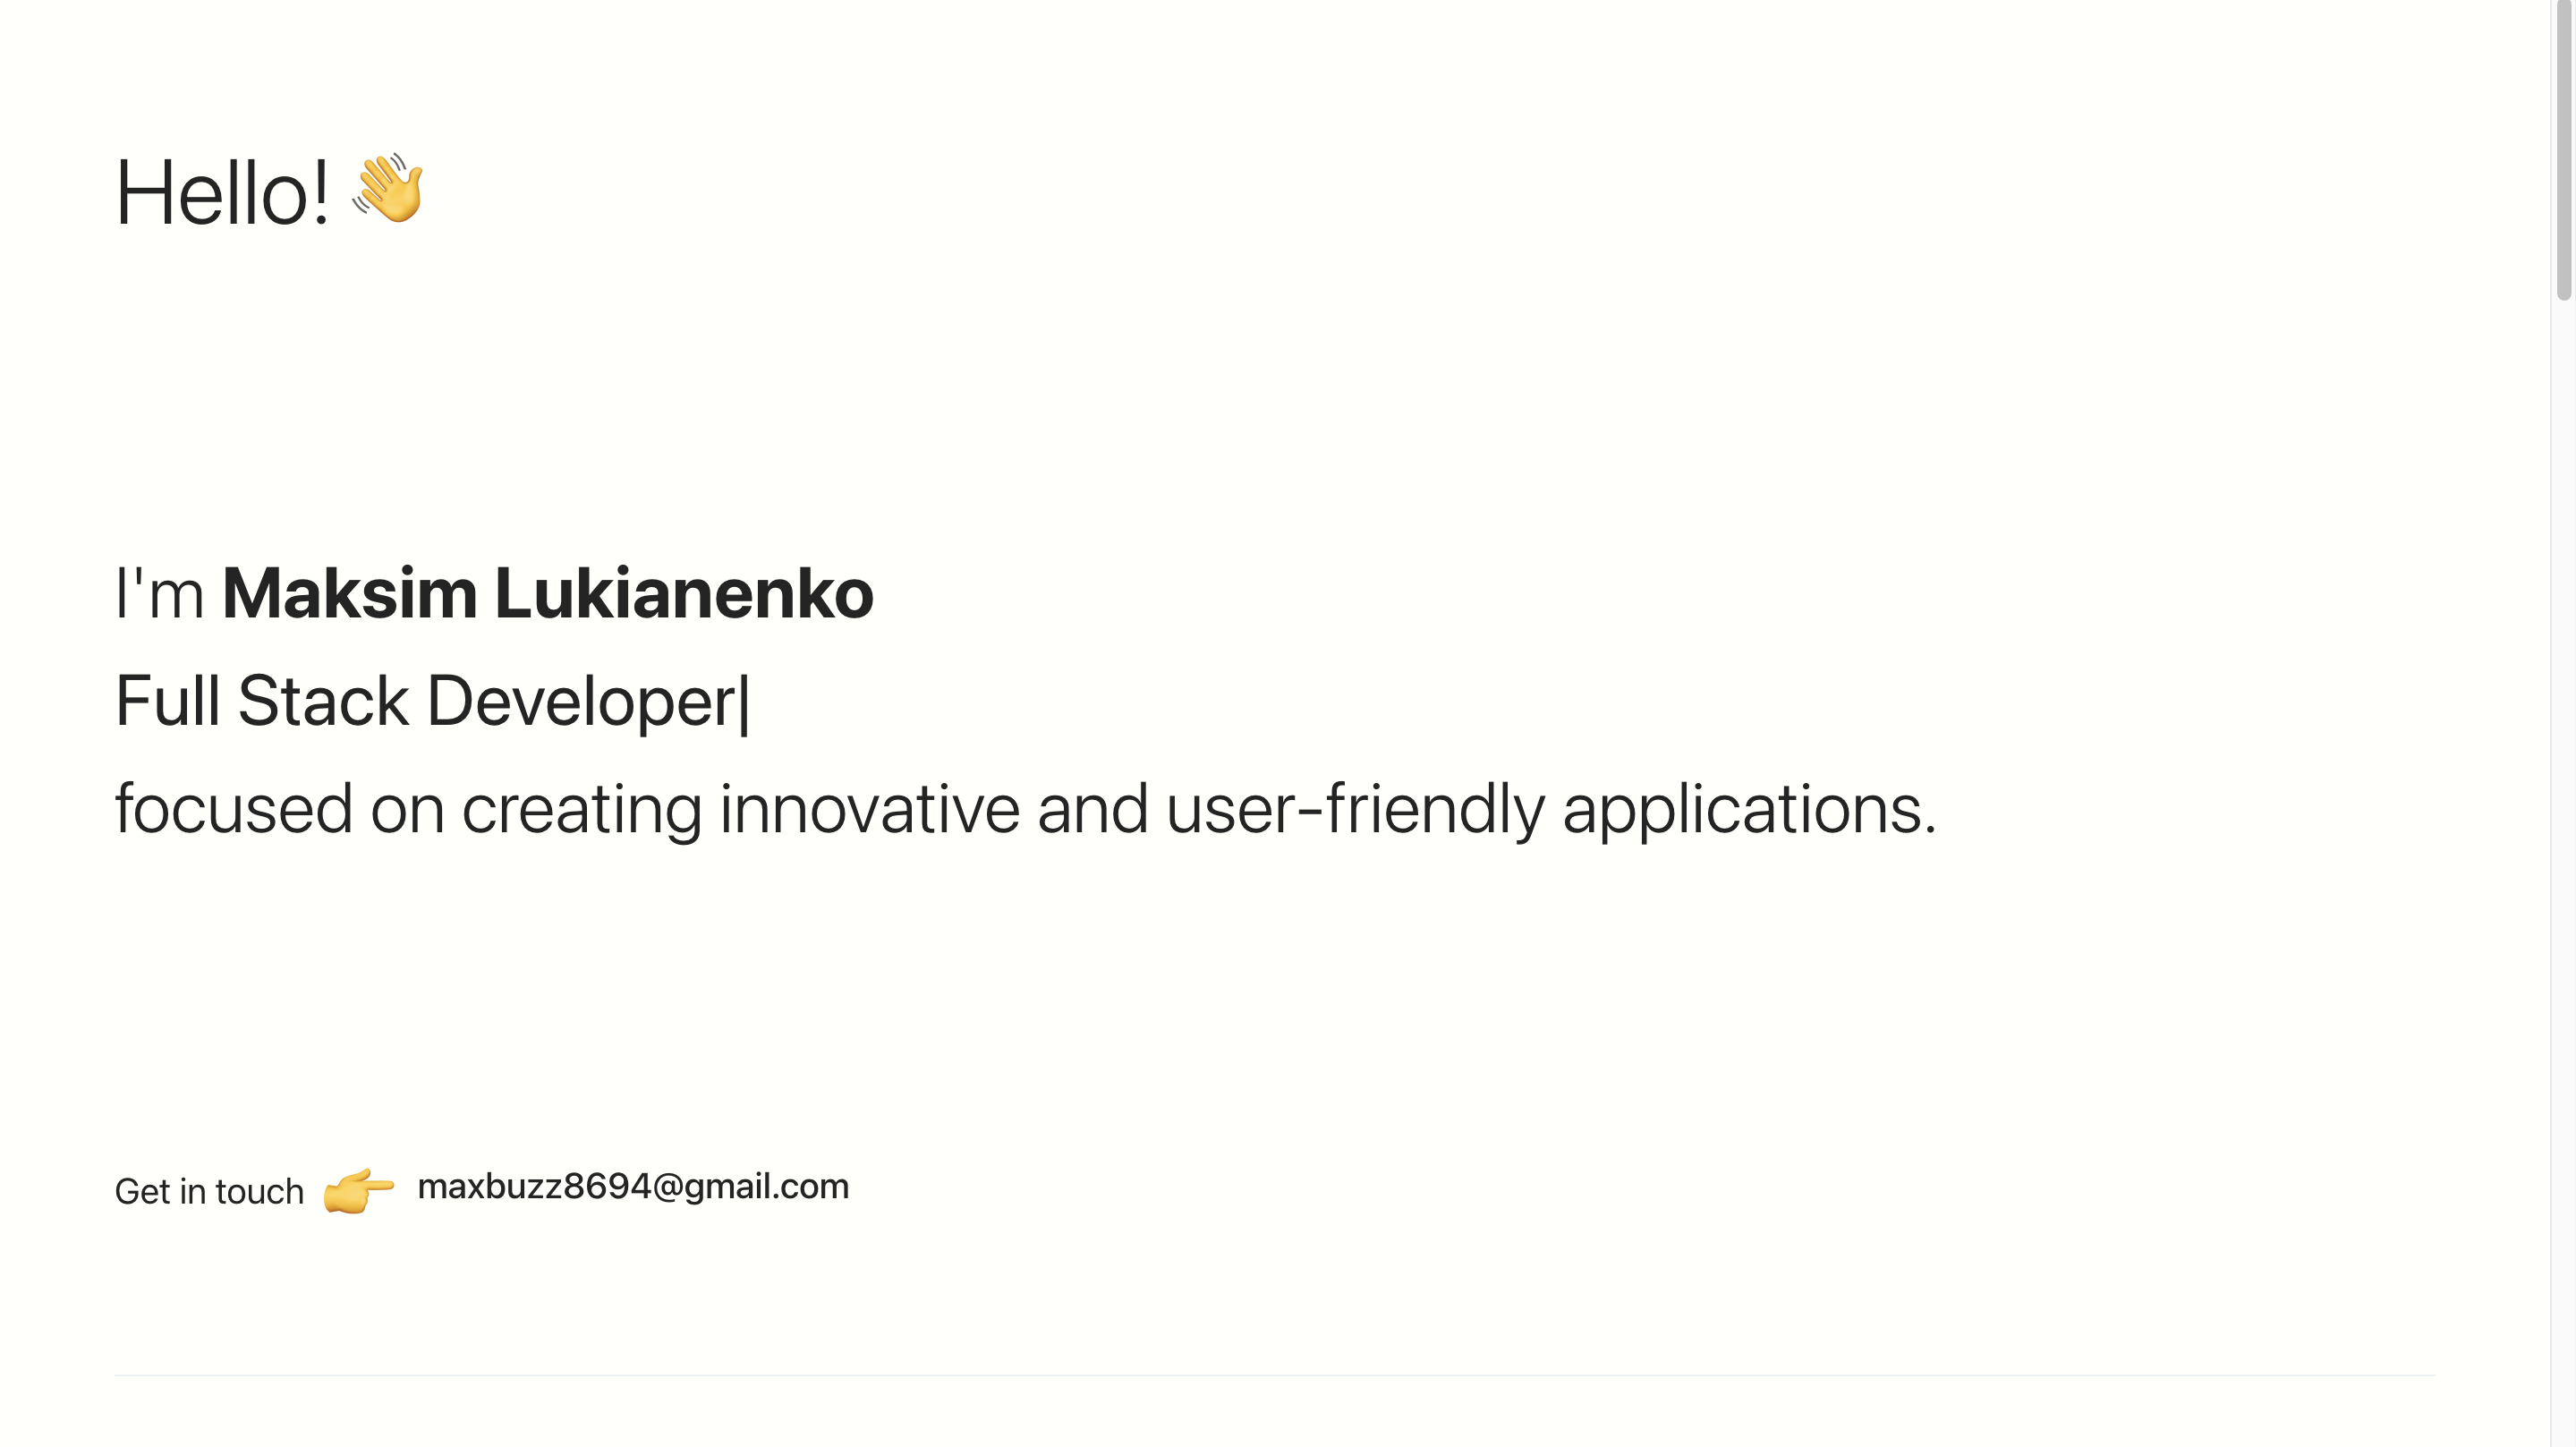 Hello! 👋
I'm Maksim Lukianenko
Full Stack Developer|
focused on creating innovative and user-friendly applications.
Get in touch 👉 maxbuzz8694@gmail.com